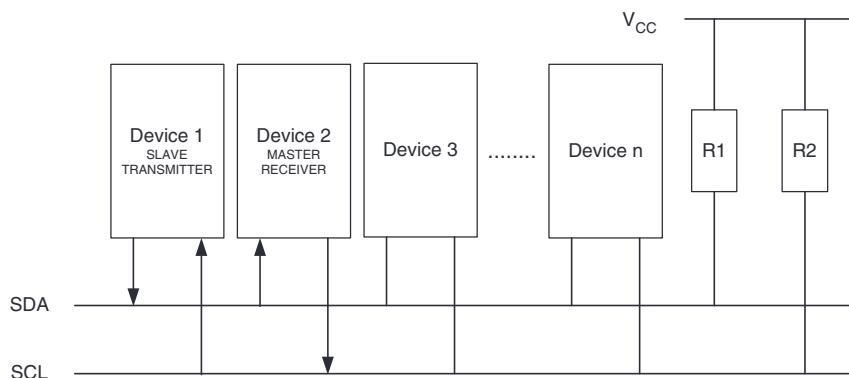 VCC
Device 1
SLAVE
TRANSMITTER
Device 2
MASTER
RECEIVER
Device 3
........
Device n
R1
R2
SDA
SCL